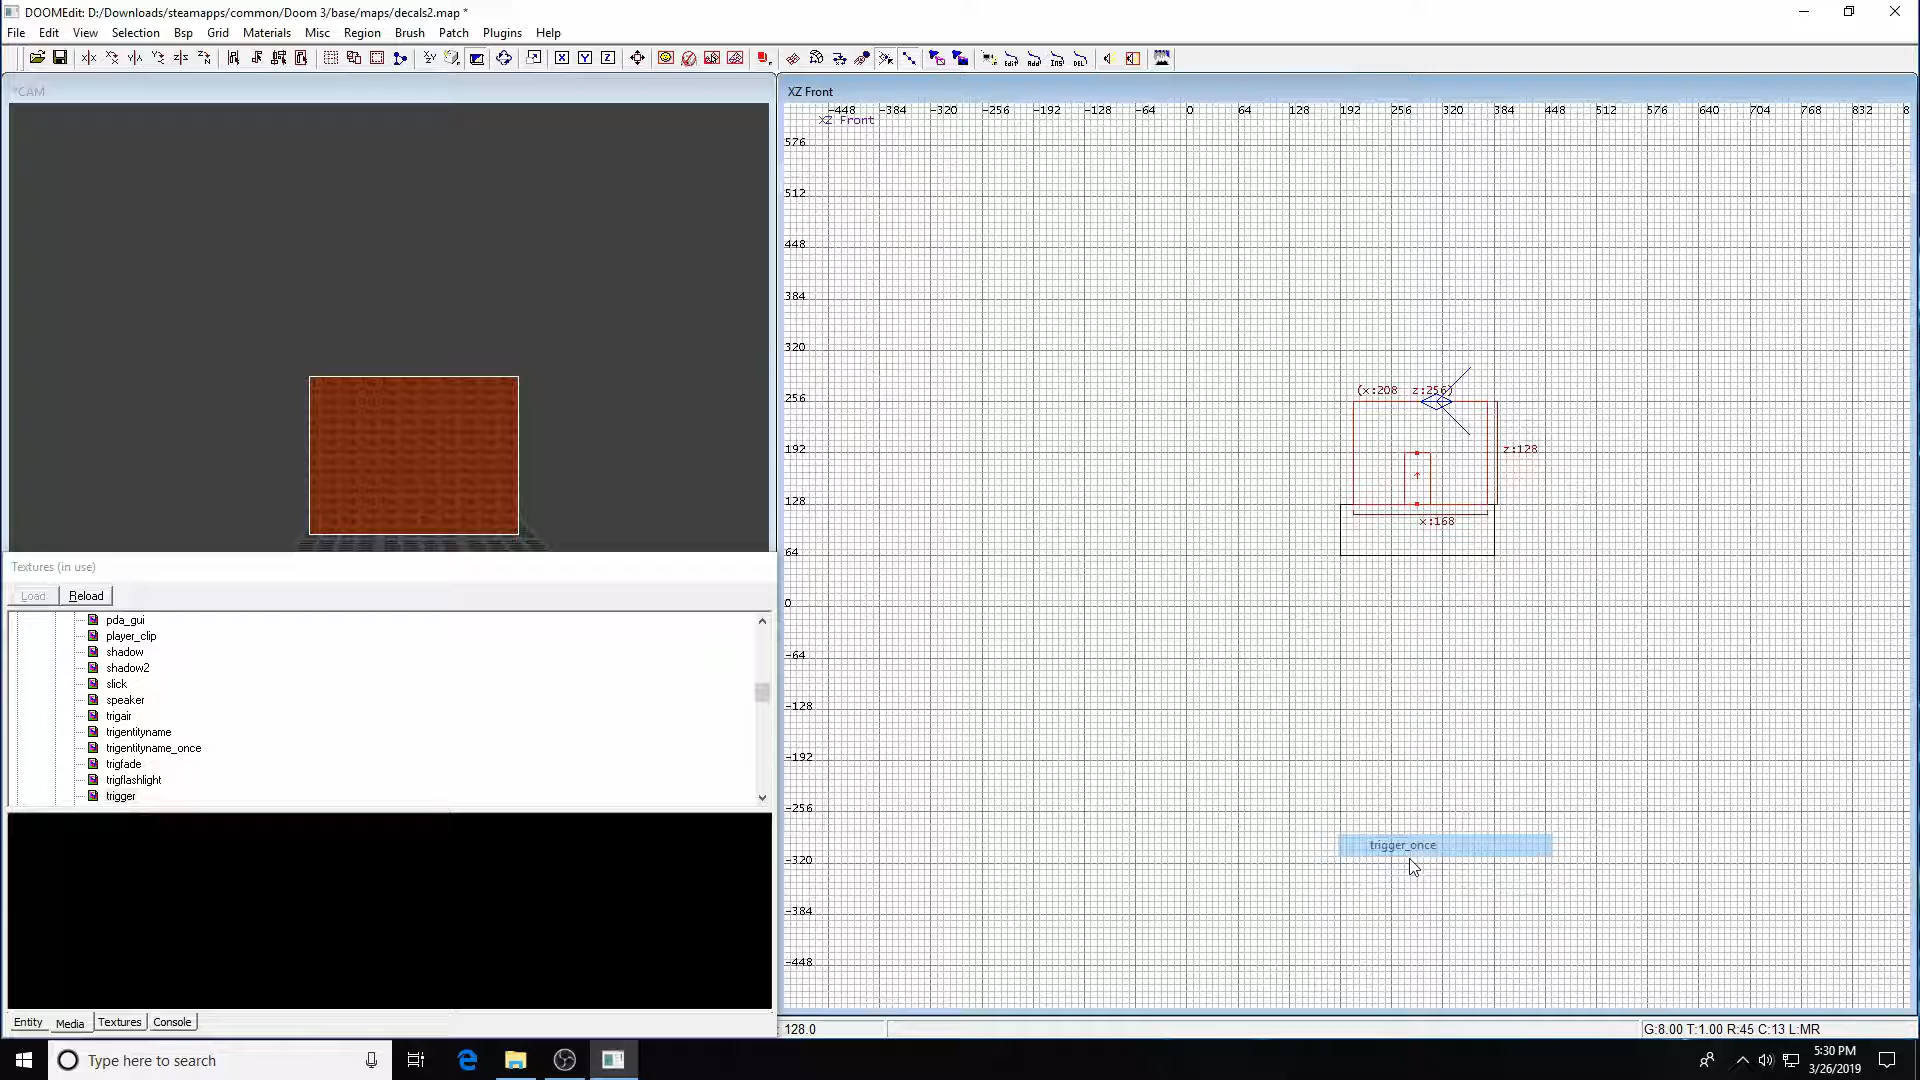 DOOMEdit: D:/Downloads/steamapps/common/Doom 3/base/maps/decals2.map *
File Edit View Selection Bsp Grid Materials Misc Region Brush Patch Plugins Help
CAM
XZ Front
-448 -384 -320 -256 -192 -128 -64 0 64 128 192 256 320 384 448 512 576 640 704 768 832 8
XZ Front
576
512
448
384
320
256
192
128
64
0
-64
-128
-192
-256
-320
-384
-448
(x:208 z:256)
z:128
x:168
trigger_once
Textures (in use)
Load Reload
pda_gui
player_clip
shadow
shadow2
slick
speaker
trigair
trigentityname
trigentityname_once
trigfade
trigflashlight
trigger
Entity Media Textures Console
128.0
G:8.00 T:1.00 R:45 C:13 L:MR
Type here to search
5:30 PM
3/26/2019